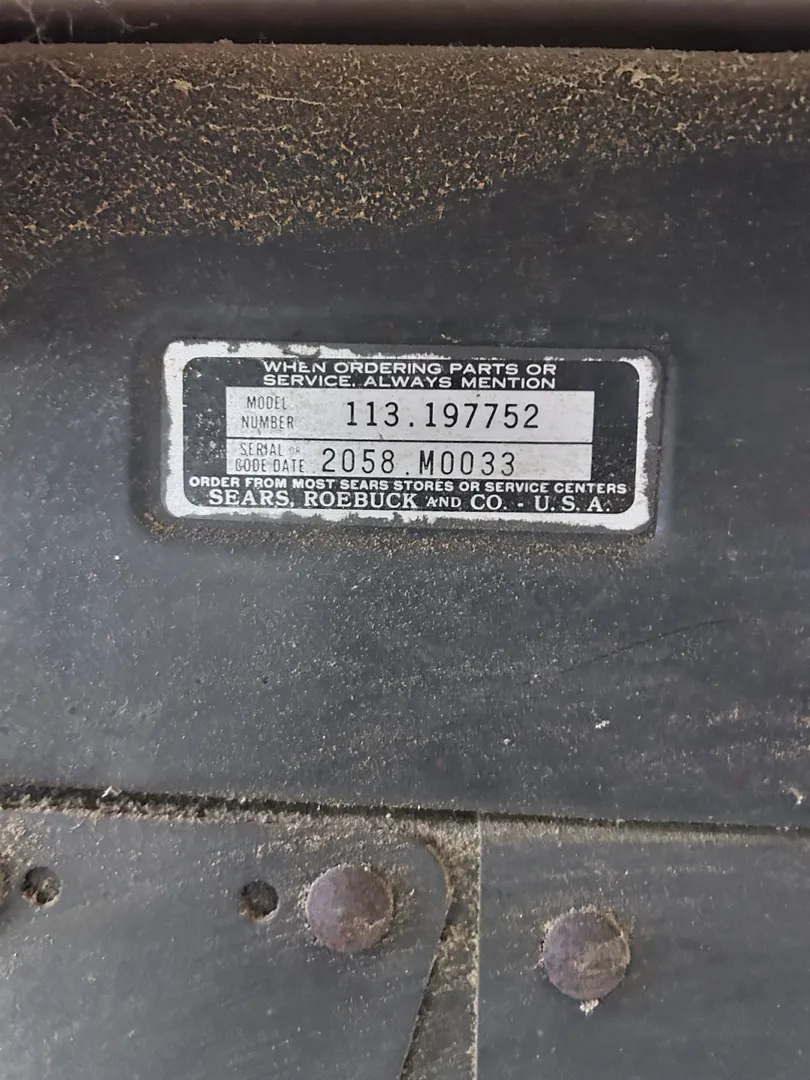 WHEN ORDERING PARTS OR
SERVICE, ALWAYS MENTION
MODEL
NUMBER 113.197752
SERIAL OR
CODE DATE 2058.M0033
ORDER FROM MOST SEARS STORES OR SERVICE CENTERS
SEARS, ROEBUCK AND CO. - U.S.A.